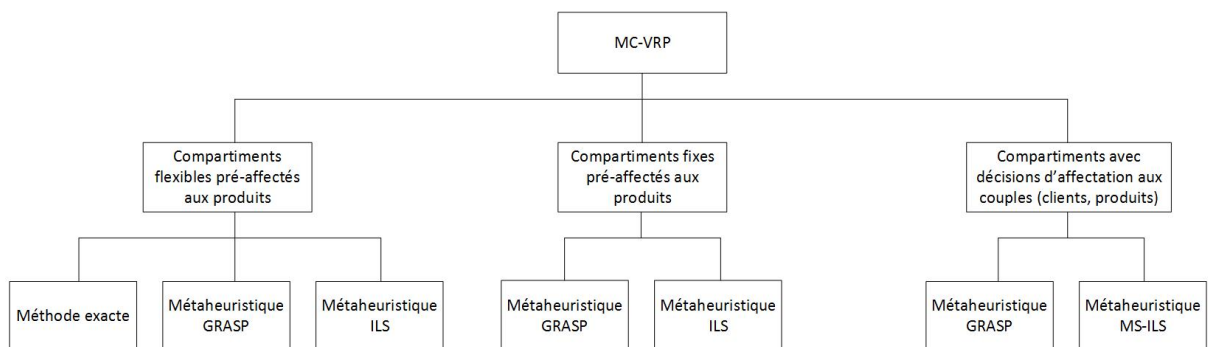 MC-VRP
Compartiments
flexibles pré-affectés
aux produits
Compartiments fixes
pré-affectés aux
produits
Compartiments avec
décisions d'affectation aux
couples (clients, produits)
Méthode exacte
Métaheuristique
GRASP
Métaheuristique
ILS
Métaheuristique
GRASP
Métaheuristique
ILS
Métaheuristique
GRASP
Métaheuristique
MS-ILS